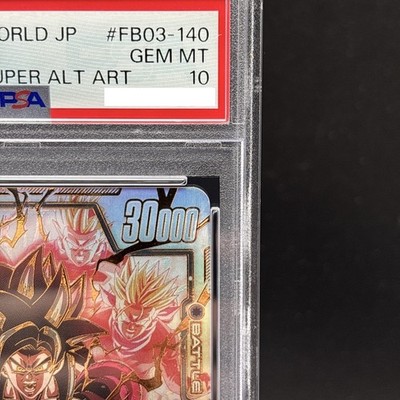 ORLD JP #FB03-140
GEM MT
UPER ALT ART 10
PSA
30000
BATTLE